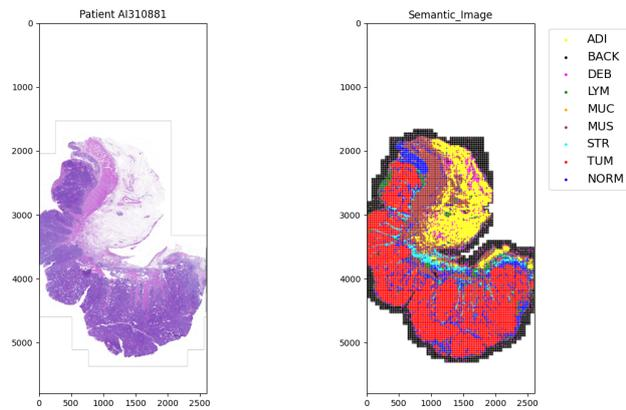 Patient AI310881
Semantic_Image
0
1000
2000
3000
4000
5000
0 500 1000 1500 2000 2500
0
1000
2000
3000
4000
5000
0 500 1000 1500 2000 2500
ADI
BACK
DEB
LYM
MUC
MUS
STR
TUM
NORM